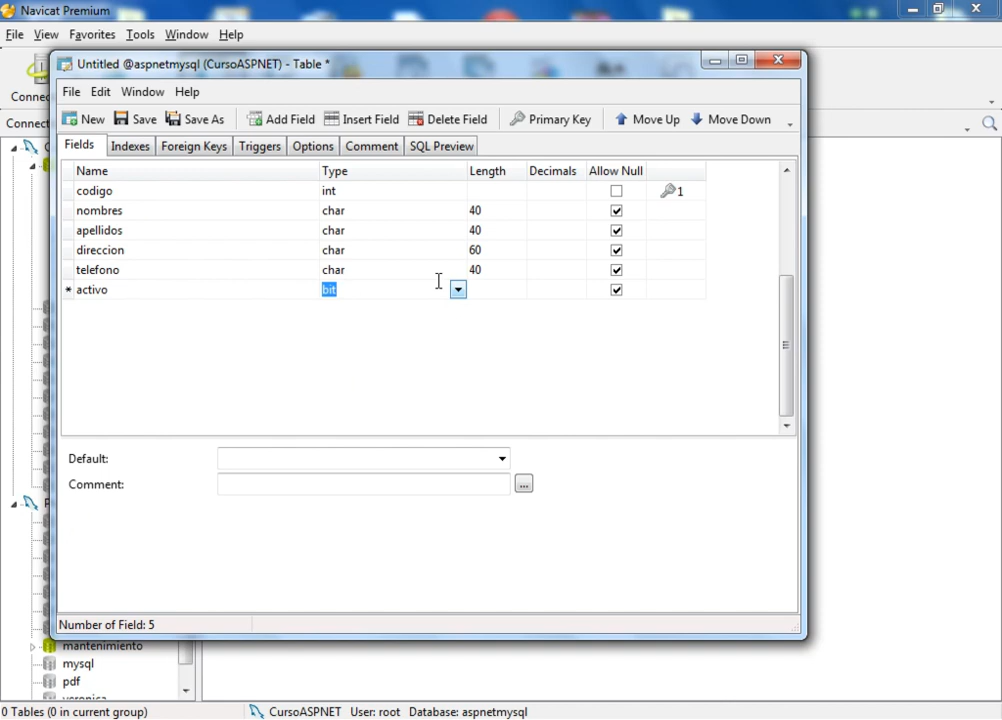 Navicat Premium
File View Favorites Tools Window Help
Connec
Connect
Untitled @aspnetmysql (CursoASPNET) - Table *
File Edit Window Help
New Save Save As Add Field Insert Field Delete Field Primary Key Move Up Move Down
Fields Indexes Foreign Keys Triggers Options Comment SQL Preview
Name Type Length Decimals Allow Null
codigo int 1
nombres char 40
apellidos char 40
direccion char 60
telefono char 40
* activo bit
Default:
Comment: ...
Number of Field: 5
mantenimiento
mysql
pdf
veronica
0 Tables (0 in current group) CursoASPNET User: root Database: aspnetmysql